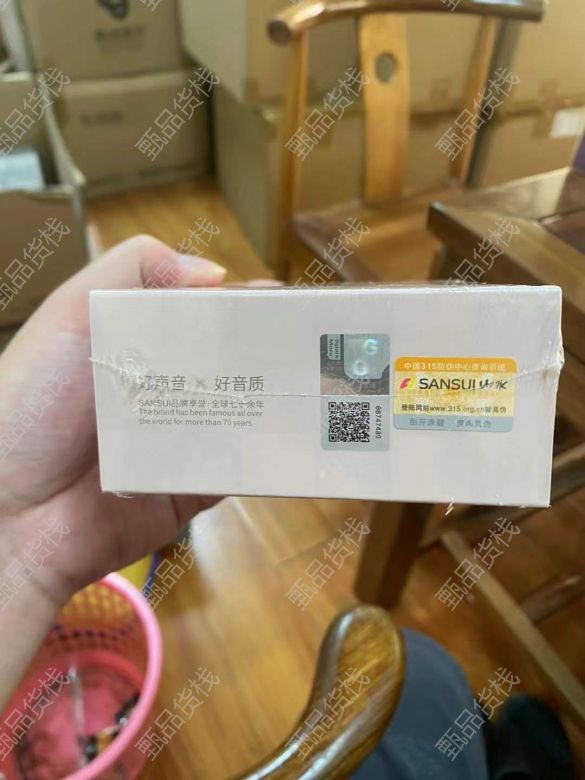 好声音 × 好音质
SANSUI品牌享誉·全球七十余年
The brand has been famous all over
the world for more than 70 years
88747489
中国315防伪中心查询系统
SANSUI山水
登陆网站www.315.org.cn验真伪
刮开涂层 查询真伪
甄品货栈